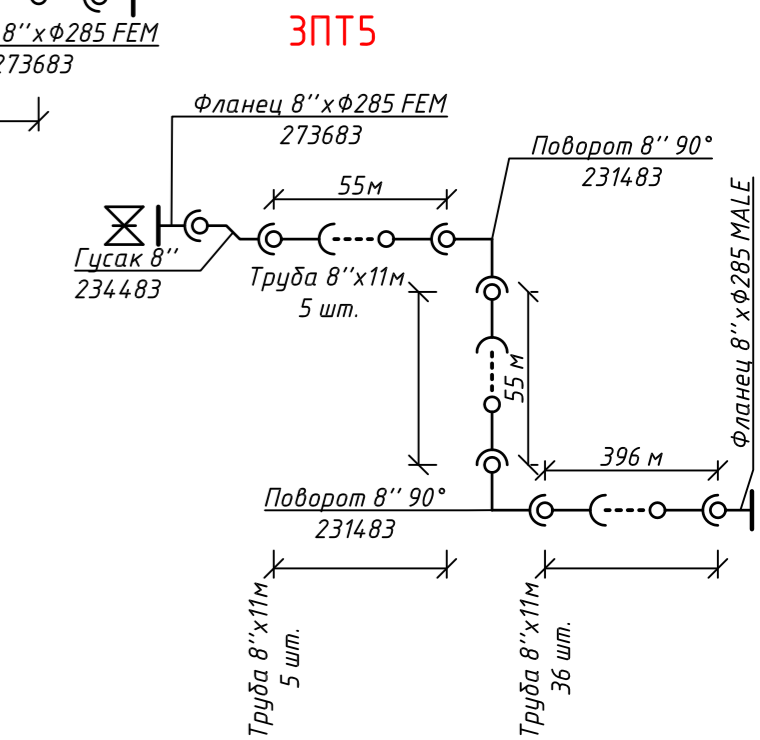 8''xФ285 FEM
273683
ЗПТ5
Фланец 8''xФ285 FEM
273683
Поворот 8'' 90°
231483
55м
Гусак 8''
234483
Труба 8''x11м
5 шт.
55 м
Фланец 8''xФ285 MALE
396 м
Поворот 8'' 90°
231483
Труба 8''x11м
5 шт.
Труба 8''x11м
36 шт.